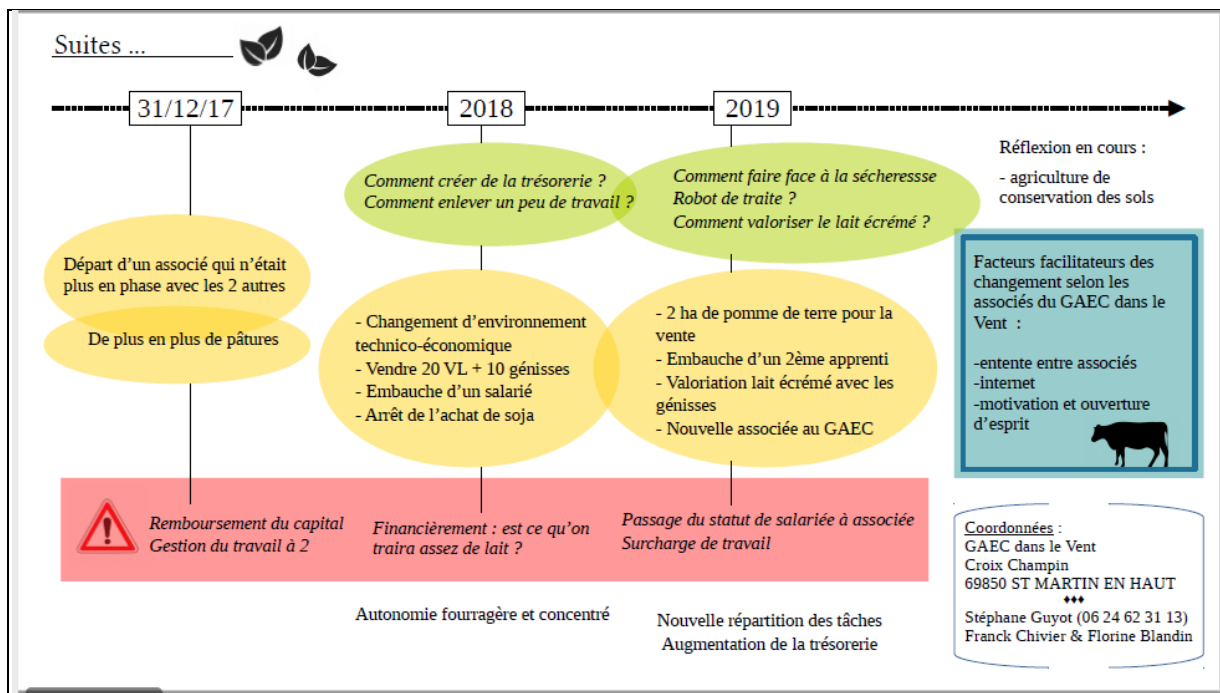 Suites ...
31/12/17
2018
2019
Réflexion en cours :
- agriculture de
conservation des sols
Comment créer de la trésorerie ?
Comment enlever un peu de travail ?
Comment faire face à la sécheressse
Robot de traite ?
Comment valoriser le lait écrémé ?
Départ d'un associé qui n'était
plus en phase avec les 2 autres
De plus en plus de pâtures
- Changement d'environnement
technico-économique
- Vendre 20 VL + 10 génisses
- Embauche d'un salarié
- Arrêt de l'achat de soja
- 2 ha de pomme de terre pour la
vente
- Embauche d'un 2ème apprenti
- Valoriation lait écrémé avec les
génisses
- Nouvelle associée au GAEC
Facteurs facilitateurs des
changement selon les
associés du GAEC dans le
Vent :
-entente entre associés
-internet
-motivation et ouverture
d'esprit
Remboursement du capital
Gestion du travail à 2
Financièrement : est ce qu'on
traira assez de lait ?
Passage du statut de salariée à associée
Surcharge de travail
Autonomie fourragère et concentré
Nouvelle répartition des tâches
Augmentation de la trésorerie
Coordonnées :
GAEC dans le Vent
Croix Champin
69850 ST MARTIN EN HAUT
Stéphane Guyot (06 24 62 31 13)
Franck Chivier & Florine Blandin